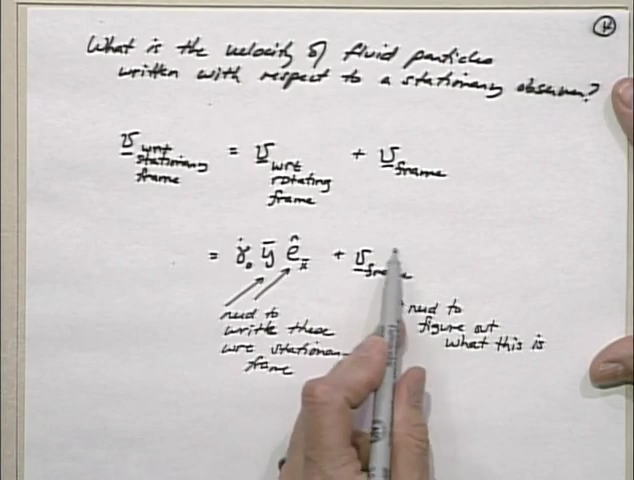 4
What is the velocity of fluid particles
written with respect to a stationary observer?
v wrt stationary frame = v wrt rotating frame + v frame
= γ̇₀ ȳ ê_x̄ + v frame
need to
write these
wrt stationary
frame
need to
figure out
what this is